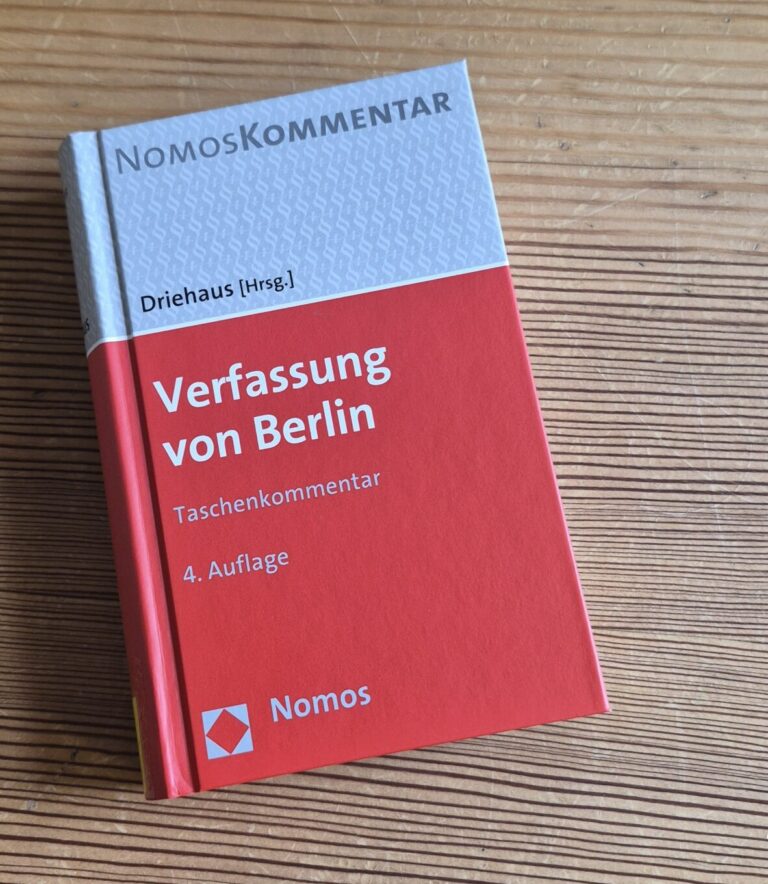 NomosKommentar
Driehaus [Hrsg.]
Verfassung
von Berlin
Taschenkommentar
4. Auflage
Nomos